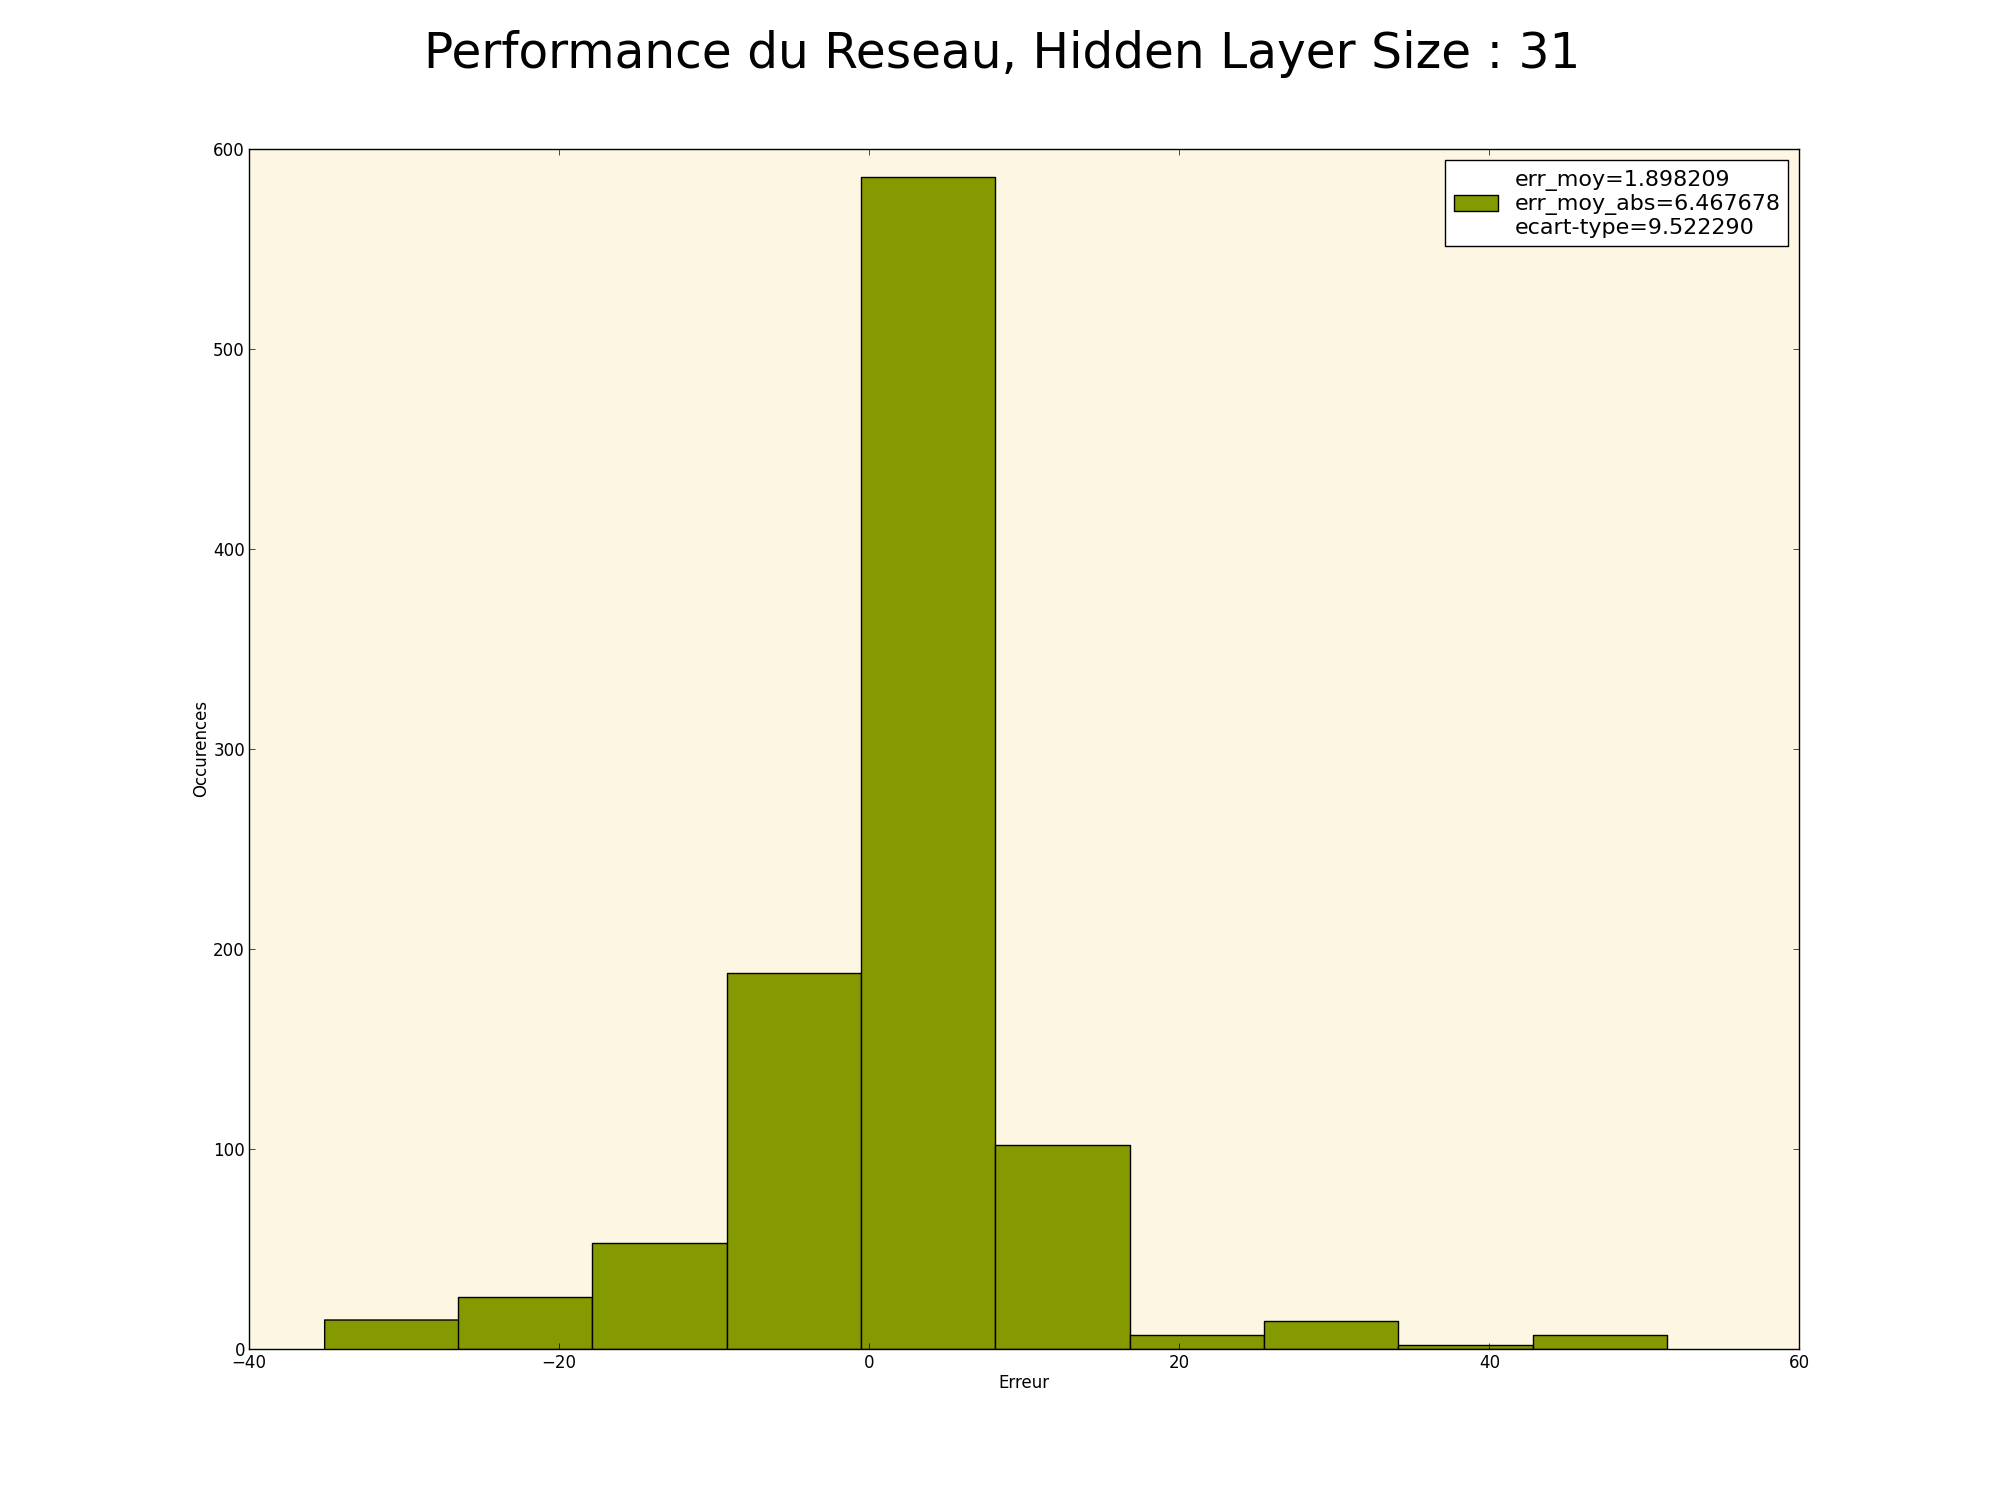 Performance du Reseau, Hidden Layer Size : 31
600
500
400
300
200
100
0
Occurences
err_moy=1.898209
err_moy_abs=6.467678
ecart-type=9.522290
−40 −20 0 20 40 60
Erreur